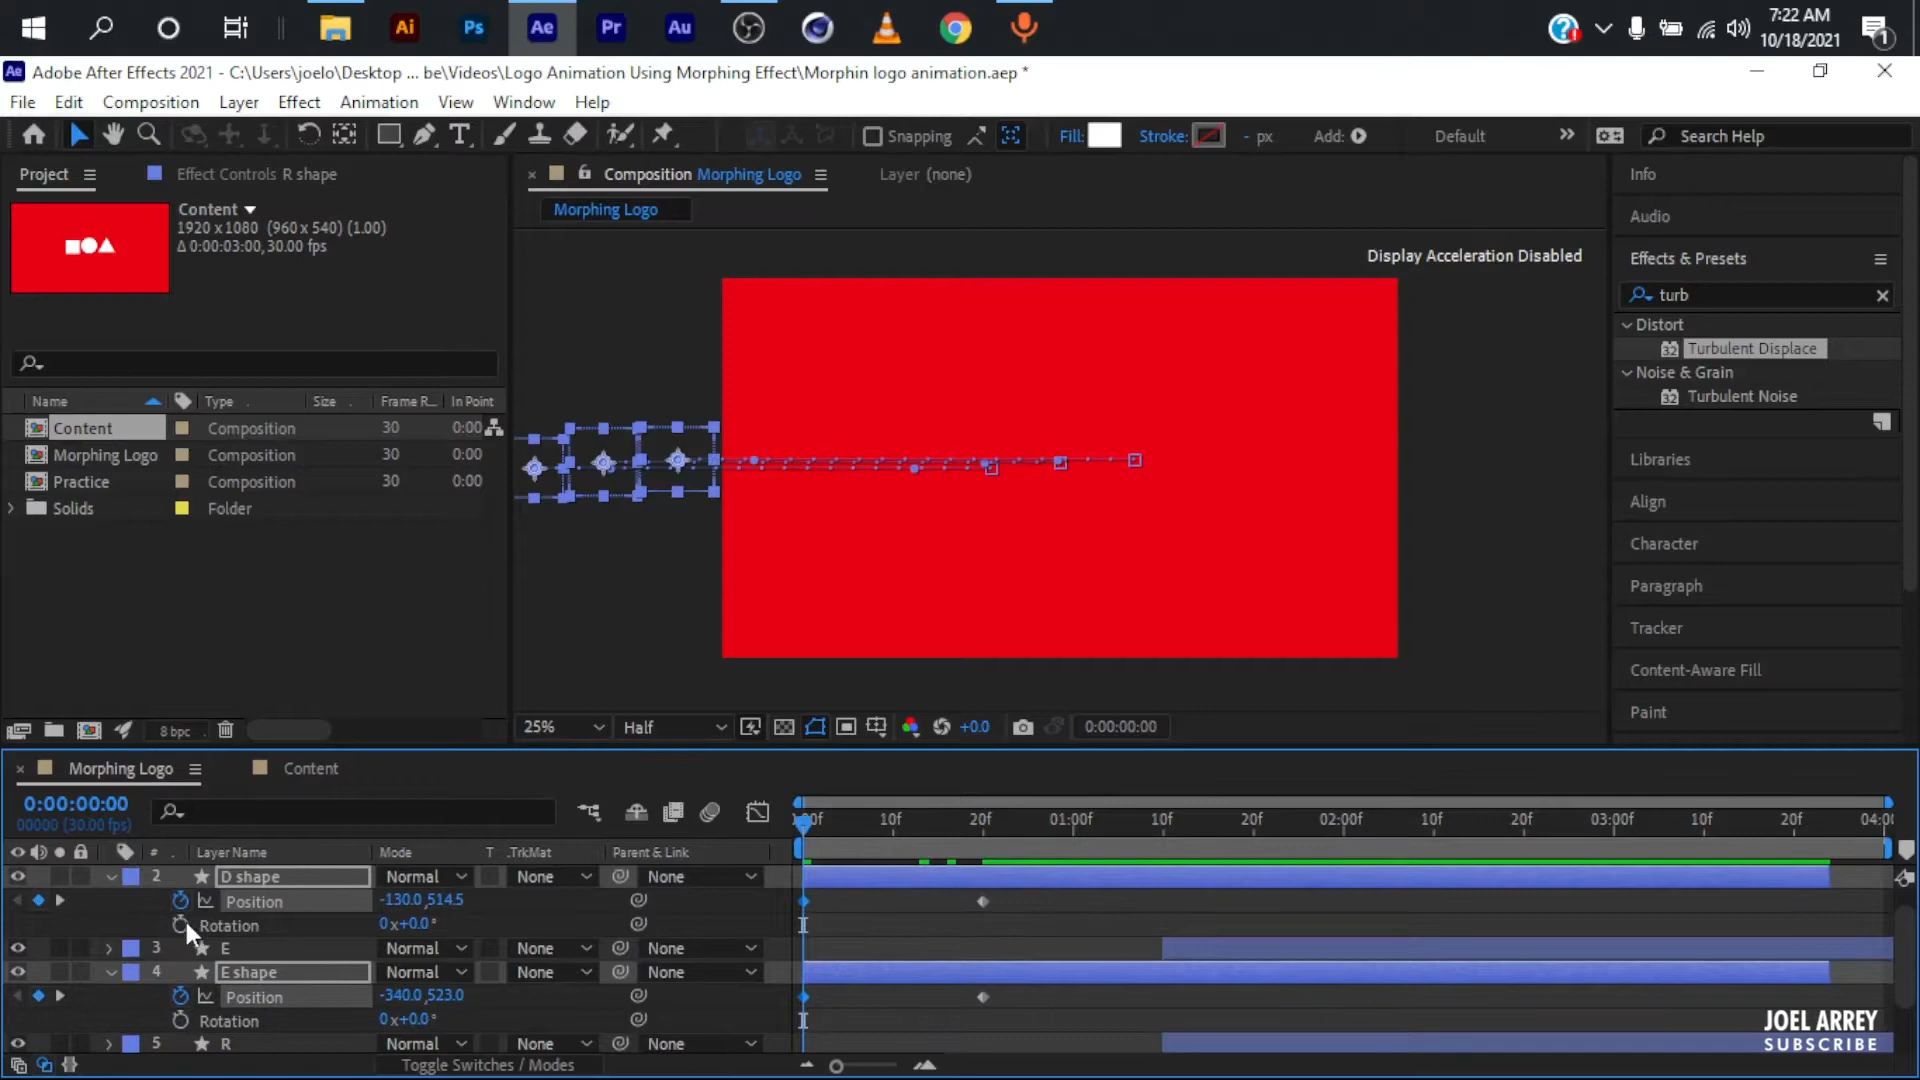 Ai
Ps
Ae
Pr
Au
7:22 AM
10/18/2021
1
Ae Adobe After Effects 2021 - C:\Users\joelo\Desktop ... be\Videos\Logo Animation Using Morphing Effect\Morphin logo animation.aep *
File Edit Composition Layer Effect Animation View Window Help
Snapping
Fill:
Stroke:
- px
Add:
Default
Search Help
Project
Effect Controls R shape
Composition Morphing Logo
Layer (none)
Morphing Logo
Content
1920 x 1080 (960 x 540) (1.00)
Δ 0:00:03:00, 30.00 fps
Display Acceleration Disabled
Info
Audio
Effects & Presets
turb
Distort
32 Turbulent Displace
Noise & Grain
32 Turbulent Noise
Libraries
Align
Character
Paragraph
Tracker
Content-Aware Fill
Paint
Name Type Size Frame R... In Point
Content Composition 30 0:00
Morphing Logo Composition 30 0:00
Practice Composition 30 0:00
Solids Folder
8 bpc
25%
Half
+0.0
0:00:00:00
Morphing Logo
Content
0:00:00:00
00000 (30.00 fps)
10f 20f 01:00f 10f 20f 02:00f 10f 20f 03:00f 10f 20f
# Layer Name Mode T .TrkMat Parent & Link
2 D shape Normal None None
Position -130.0,514.5
Rotation 0x+0.0°
3 E Normal None None
4 E shape Normal None None
Position -340.0,523.0
Rotation 0x+0.0°
5 R Normal None None
Toggle Switches / Modes
JOEL ARREY
SUBSCRIBE